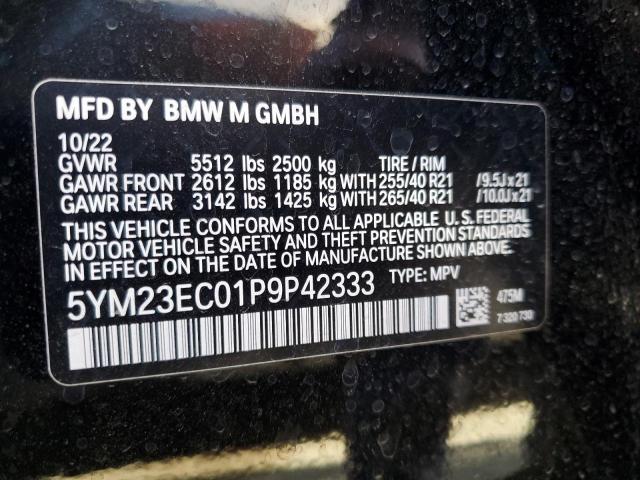 MFD BY BMW M GMBH
10/22
GVWR 5512 lbs 2500 kg TIRE / RIM
GAWR FRONT 2612 lbs 1185 kg WITH 255/40 R21 /9.5J x 21
GAWR REAR 3142 lbs 1425 kg WITH 265/40 R21 /10.0J x 21
THIS VEHICLE CONFORMS TO ALL APPLICABLE U. S. FEDERAL
MOTOR VEHICLE SAFETY AND THEFT PREVENTION STANDARDS
IN EFFECT ON THE DATE OF MANUFACTURE SHOWN ABOVE.
5YM23EC01P9P42333 TYPE: MPV
475M
7 320 730